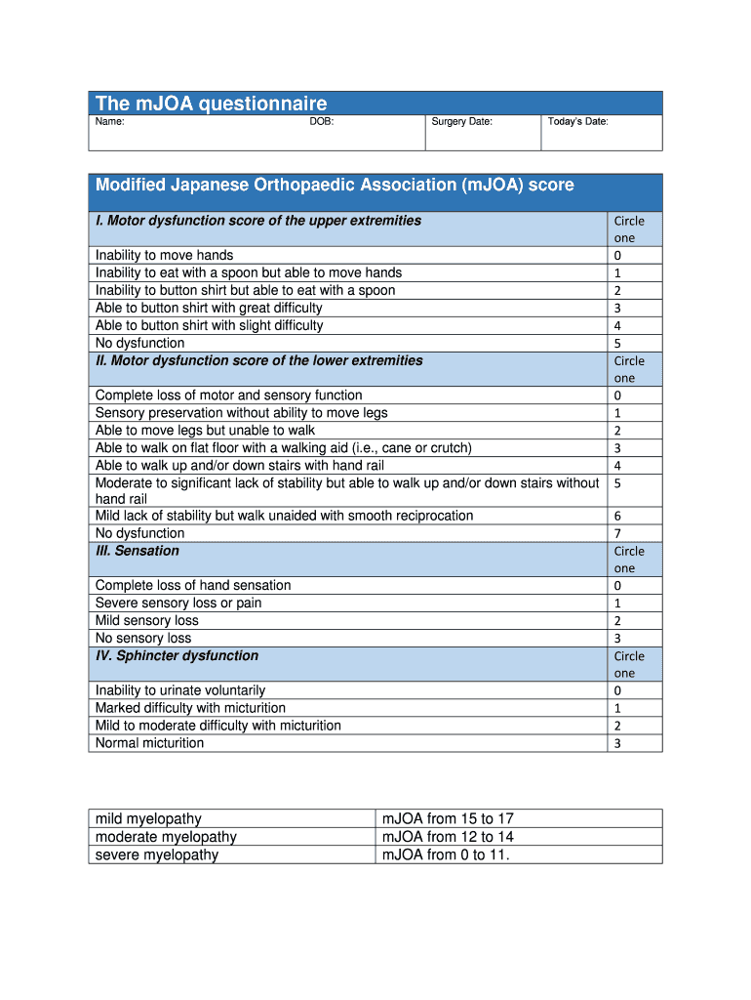 The mJOA questionnaire
Name: DOB: Surgery Date: Today's Date:
Modified Japanese Orthopaedic Association (mJOA) score
I. Motor dysfunction score of the upper extremities Circle
one
Inability to move hands 0
Inability to eat with a spoon but able to move hands 1
Inability to button shirt but able to eat with a spoon 2
Able to button shirt with great difficulty 3
Able to button shirt with slight difficulty 4
No dysfunction 5
II. Motor dysfunction score of the lower extremities Circle
one
Complete loss of motor and sensory function 0
Sensory preservation without ability to move legs 1
Able to move legs but unable to walk 2
Able to walk on flat floor with a walking aid (i.e., cane or crutch) 3
Able to walk up and/or down stairs with hand rail 4
Moderate to significant lack of stability but able to walk up and/or down stairs without 5
hand rail
Mild lack of stability but walk unaided with smooth reciprocation 6
No dysfunction 7
III. Sensation Circle
one
Complete loss of hand sensation 0
Severe sensory loss or pain 1
Mild sensory loss 2
No sensory loss 3
IV. Sphincter dysfunction Circle
one
Inability to urinate voluntarily 0
Marked difficulty with micturition 1
Mild to moderate difficulty with micturition 2
Normal micturition 3
mild myelopathy mJOA from 15 to 17
moderate myelopathy mJOA from 12 to 14
severe myelopathy mJOA from 0 to 11.